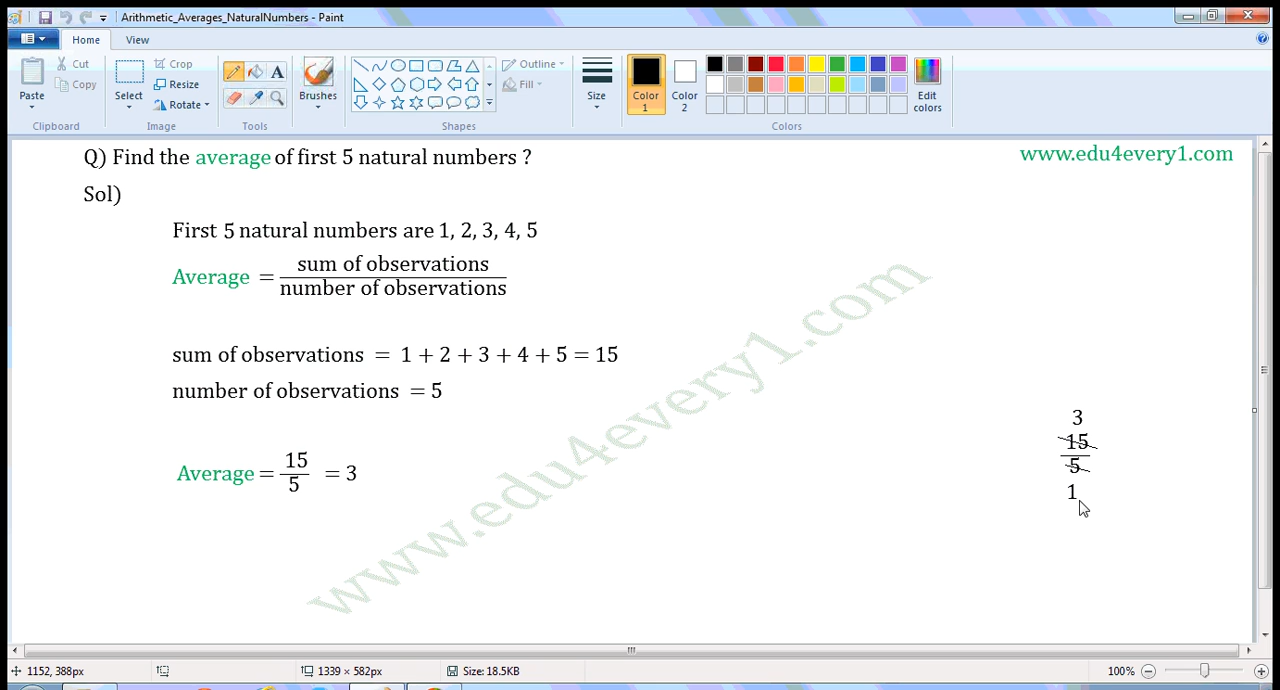 Arithmetic_Averages_NaturalNumbers - Paint
Home View
Paste Cut Copy Select Crop Resize Rotate A Brushes Outline Fill Size Color 1 Color 2 Edit colors
Clipboard Image Tools Shapes Colors
Q) Find the average of first 5 natural numbers ?
www.edu4every1.com
Sol)
First 5 natural numbers are 1, 2, 3, 4, 5
Average = sum of observations
number of observations
sum of observations = 1 + 2 + 3 + 4 + 5 = 15
number of observations = 5
Average = 15/5 = 3
3
15
5
1
www.edu4every1.com
1152, 388px 1339 × 582px Size: 18.5KB 100%